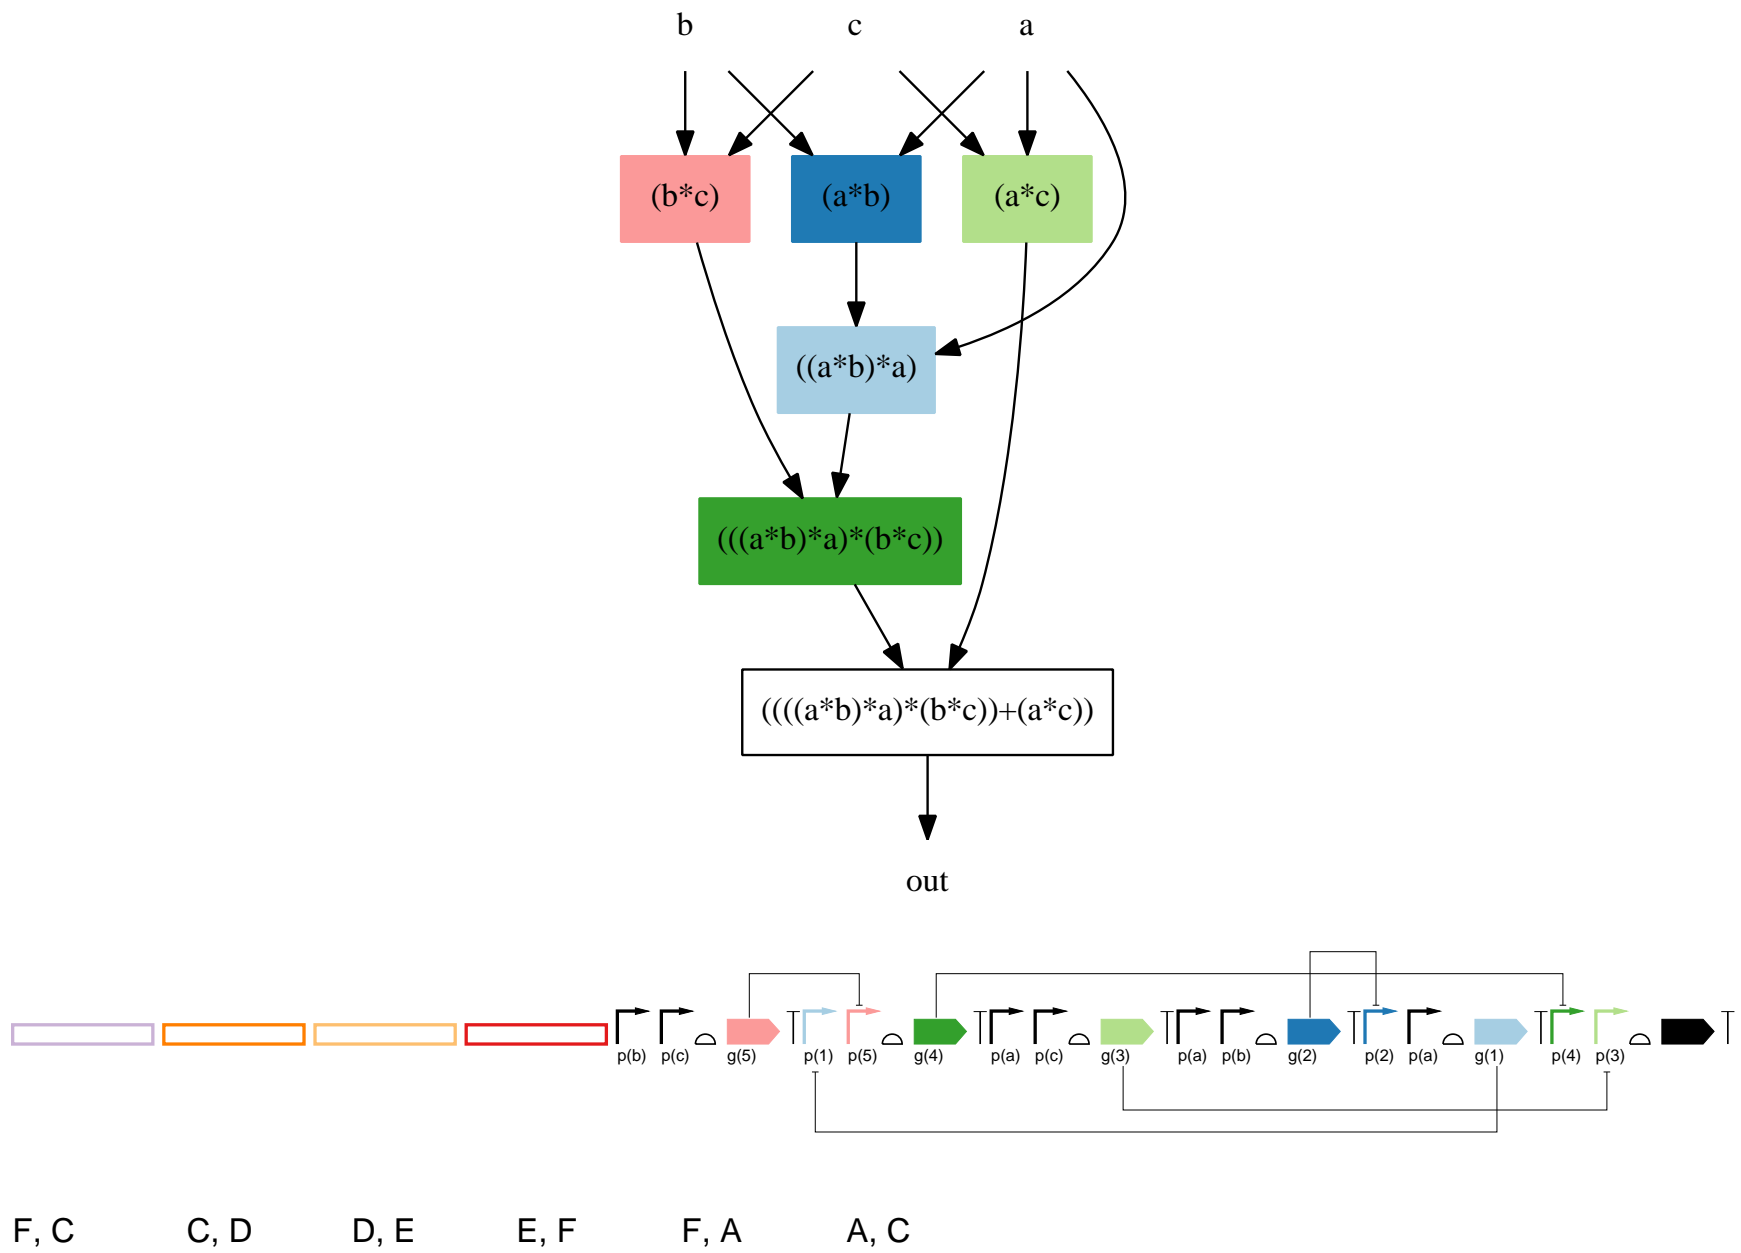 b c a
(b*c) (a*b) (a*c)
((a*b)*a)
(((a*b)*a)*(b*c))
((((a*b)*a)*(b*c))+(a*c))
out
p(b) p(c) g(5) p(1) p(5) g(4) p(a) p(c) g(3) p(a) p(b) g(2) p(2) p(a) g(1) p(4) p(3)
F, C C, D D, E E, F F, A A, C